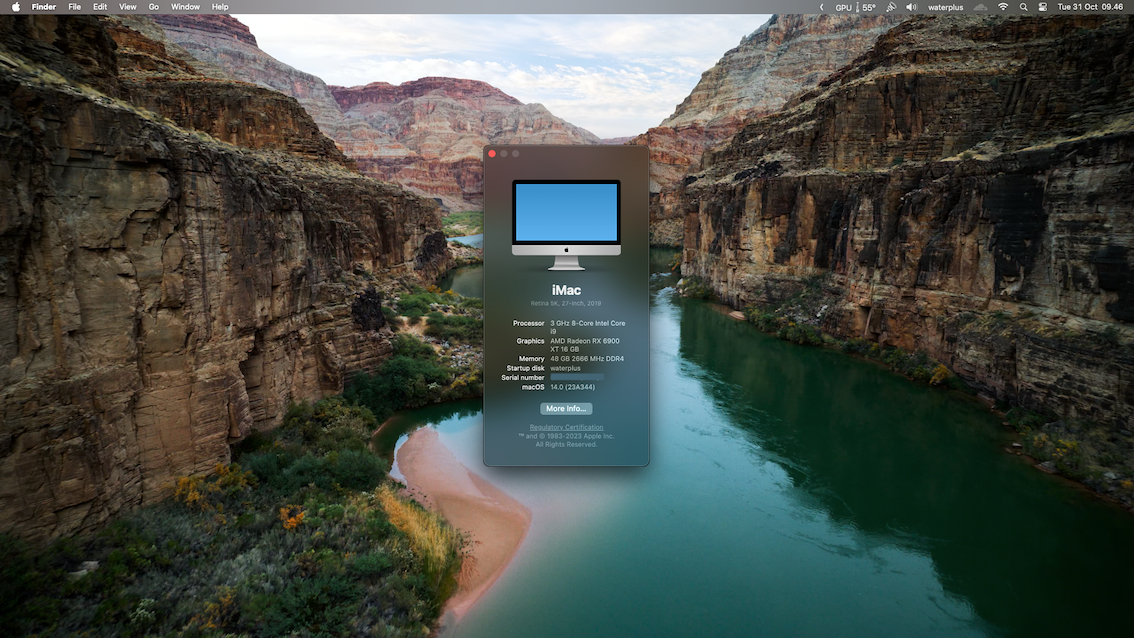 Finder File Edit View Go Window Help GPU 55° waterplus Tue 31 Oct 09.46
iMac
Retina 5K, 27-inch, 2019
Processor 3 GHz 8-Core Intel Core
i9
Graphics AMD Radeon RX 6900
XT 16 GB
Memory 48 GB 2666 MHz DDR4
Startup disk waterplus
Serial number
macOS 14.0 (23A344)
More Info...
Regulatory Certification
™ and © 1983-2023 Apple Inc.
All Rights Reserved.